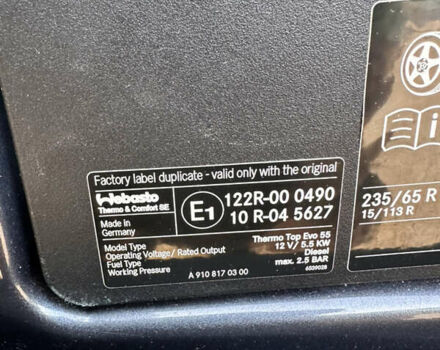 Factory label duplicate - valid only with the original
Webasto
Thermo & Comfort SE
Made in
Germany
E1
122R-00 0490
10 R-04 5627
Model Type Thermo Top Evo 55
Operating Voltage/ Rated Output 12 V/ 5.5 KW
Fuel Type Diesel
Working Pressure max. 2.5 BAR
A 910 817 03 00
6509028
235/65 R
15/113 R
i